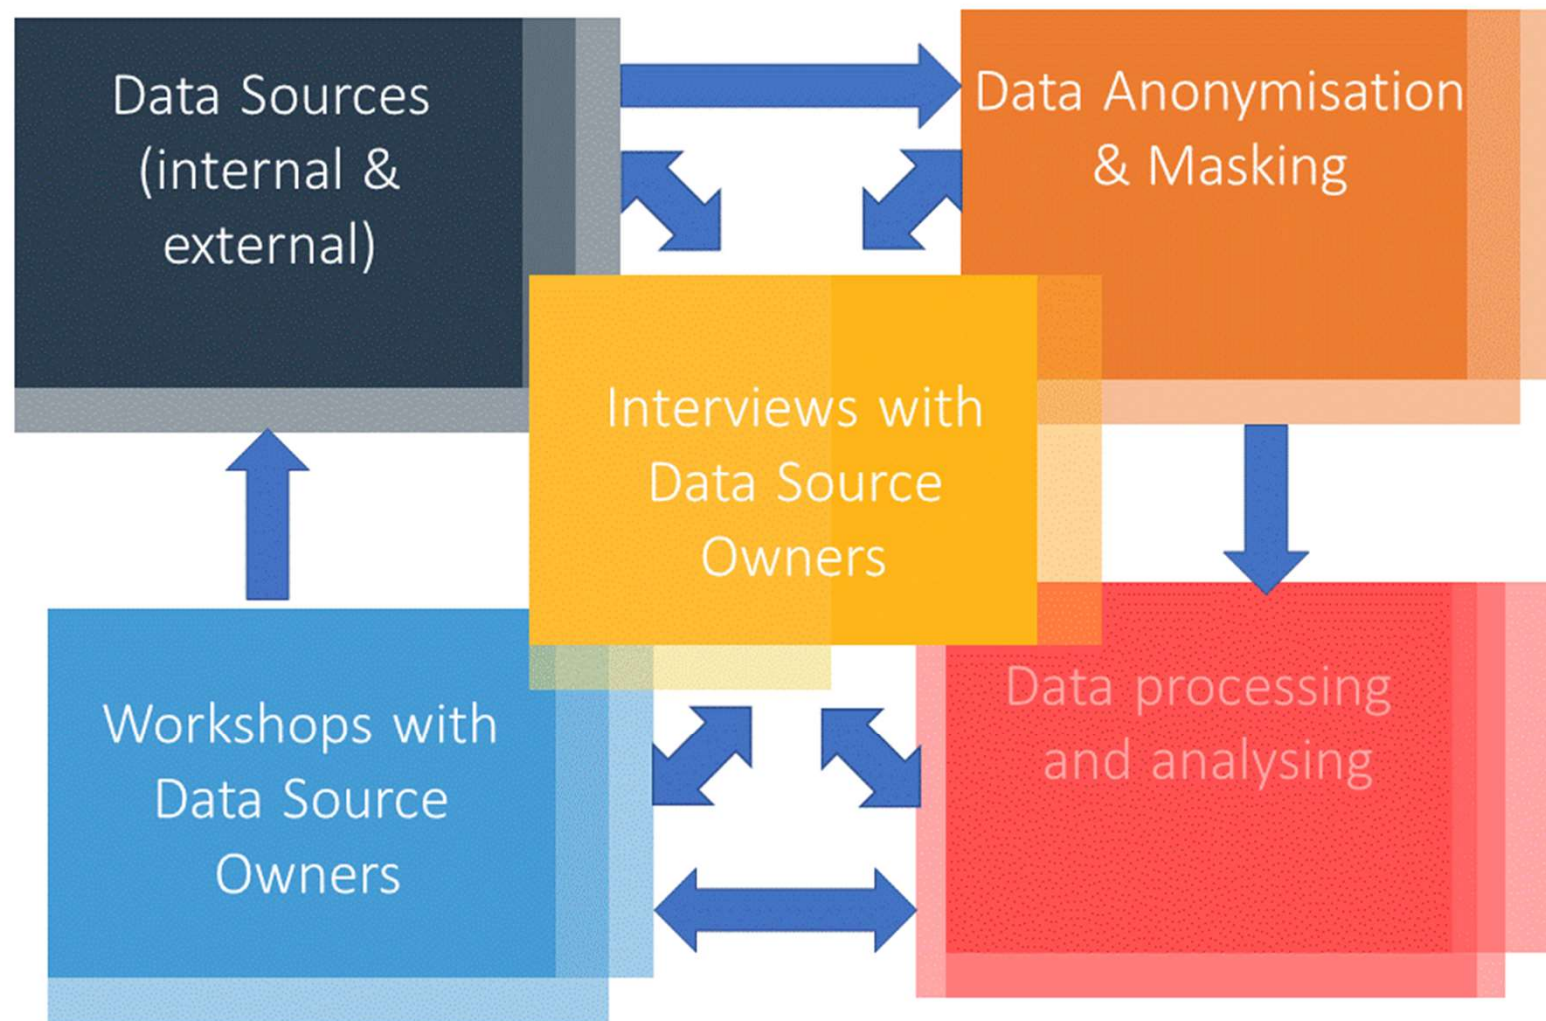 Data Sources
(internal &
external)
Data Anonymisation
& Masking
Interviews with
Data Source
Owners
Workshops with
Data Source
Owners
Data processing
and analysing